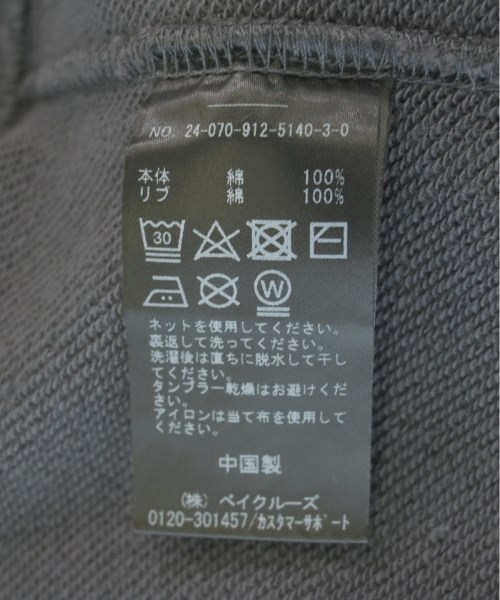 NO. 24-070-912-5140-3-0
本体 綿 100%
リブ 綿 100%
30
W
ネットを使用してください。
裏返して洗ってください。
洗濯後は直ちに脱水して干し
てください。
タンブラー乾燥はお避けくだ
さい。
アイロンは当て布を使用して
ください。
中国製
(株) ベイクルーズ
0120-301457/カスタマーサポート